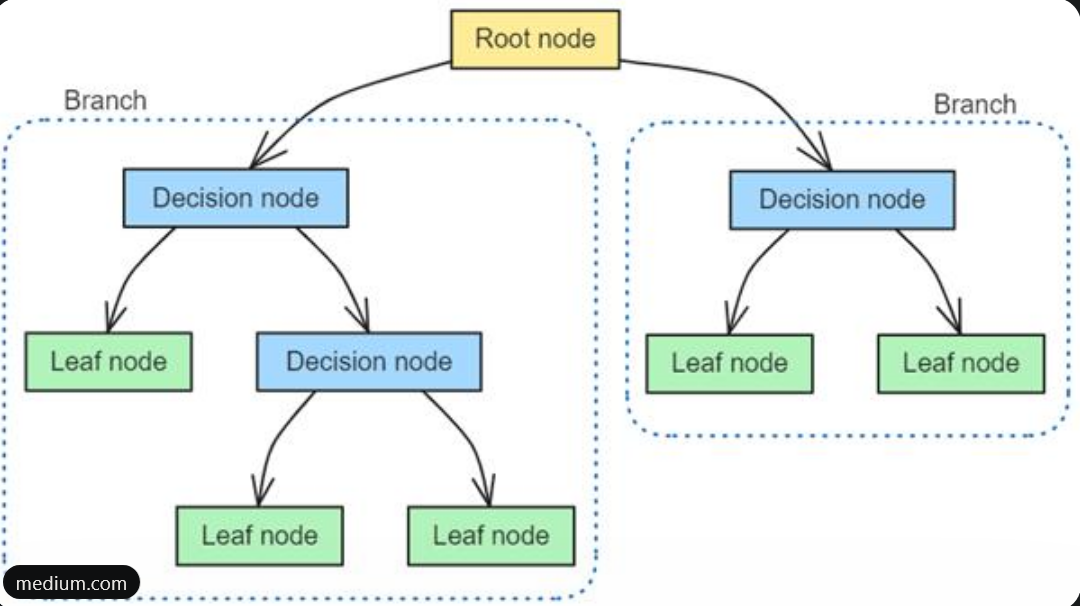 Root node
Branch
Branch
Decision node
Decision node
Leaf node
Decision node
Leaf node
Leaf node
Leaf node
Leaf node
medium.com